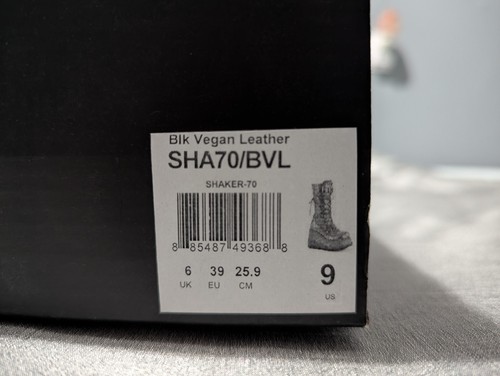 Blk Vegan Leather
SHA70/BVL
SHAKER-70
8 85487 49368 8
6 39 25.9 9
UK EU CM US